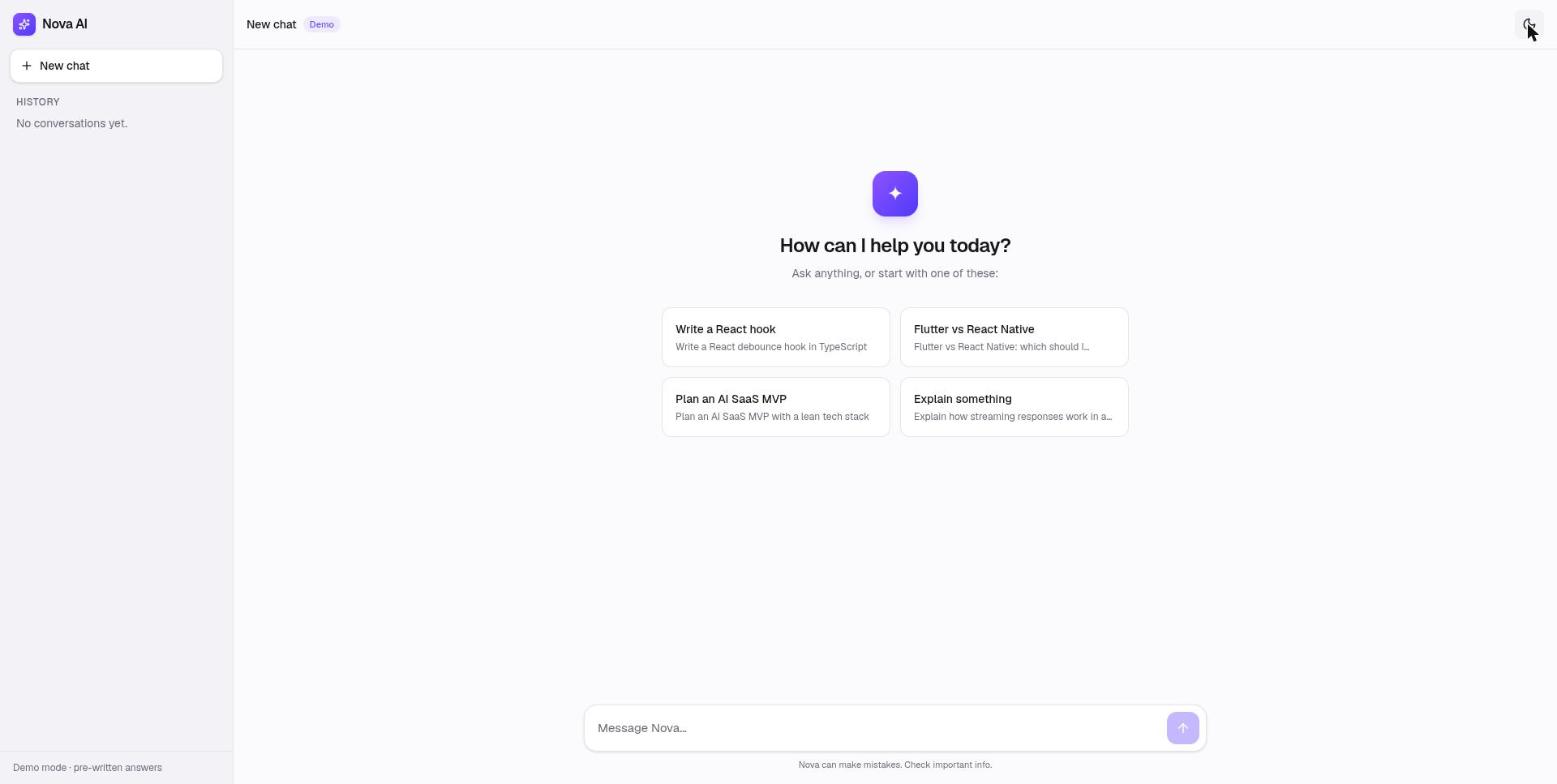 Nova AI
New chat
HISTORY
No conversations yet.
Demo mode · pre-written answers
New chat
Demo
How can I help you today?
Ask anything, or start with one of these:
Write a React hook
Write a React debounce hook in TypeScript
Flutter vs React Native
Flutter vs React Native: which should I…
Plan an AI SaaS MVP
Plan an AI SaaS MVP with a lean tech stack
Explain something
Explain how streaming responses work in a…
Message Nova…
Nova can make mistakes. Check important info.